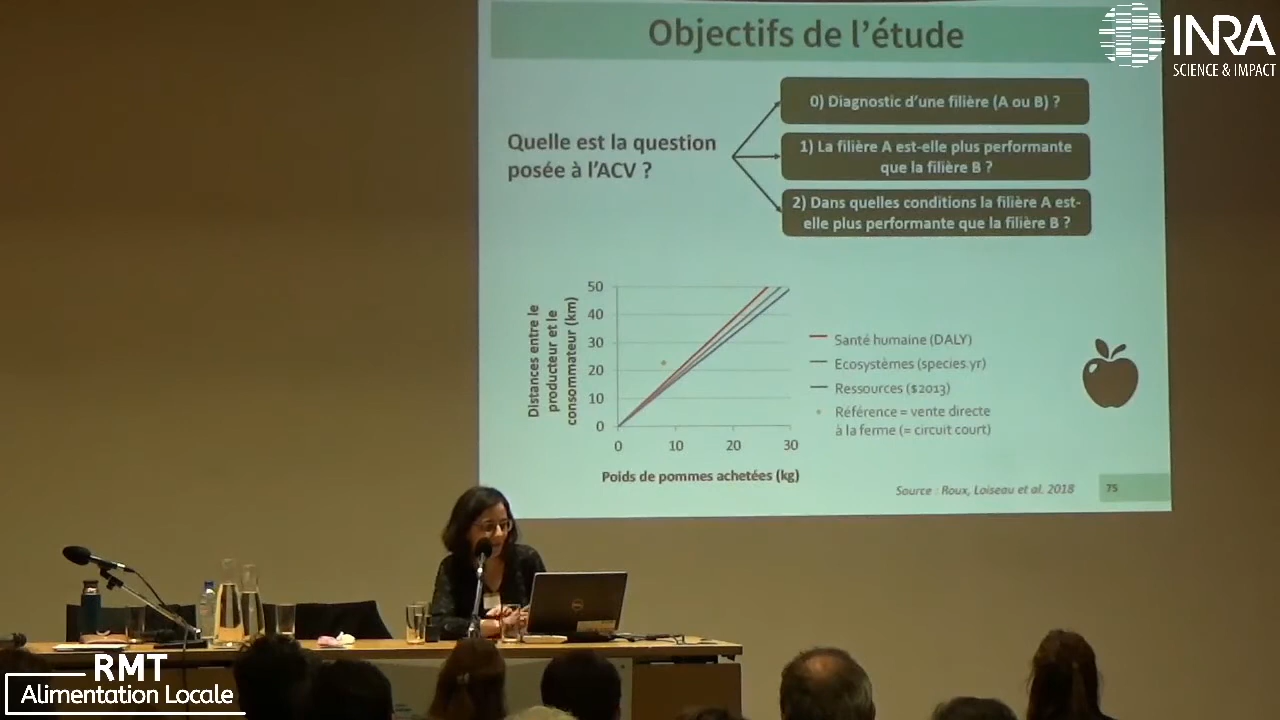 Objectifs de l'étude
INRA
SCIENCE & IMPACT
Quelle est la question
posée à l'ACV ?
0) Diagnostic d'une filière (A ou B) ?
1) La filière A est-elle plus performante
que la filière B ?
2) Dans quelles conditions la filière A est-
elle plus performante que la filière B ?
Distances entre le
producteur et le
consommateur (km)
50
40
30
20
10
0
0 10 20 30
Poids de pommes achetées (kg)
Santé humaine (DALY)
Ecosystèmes (species.yr)
Ressources ($2013)
Référence = vente directe
à la ferme (= circuit court)
Source : Roux, Loiseau et al. 2018
75
RMT
Alimentation Locale